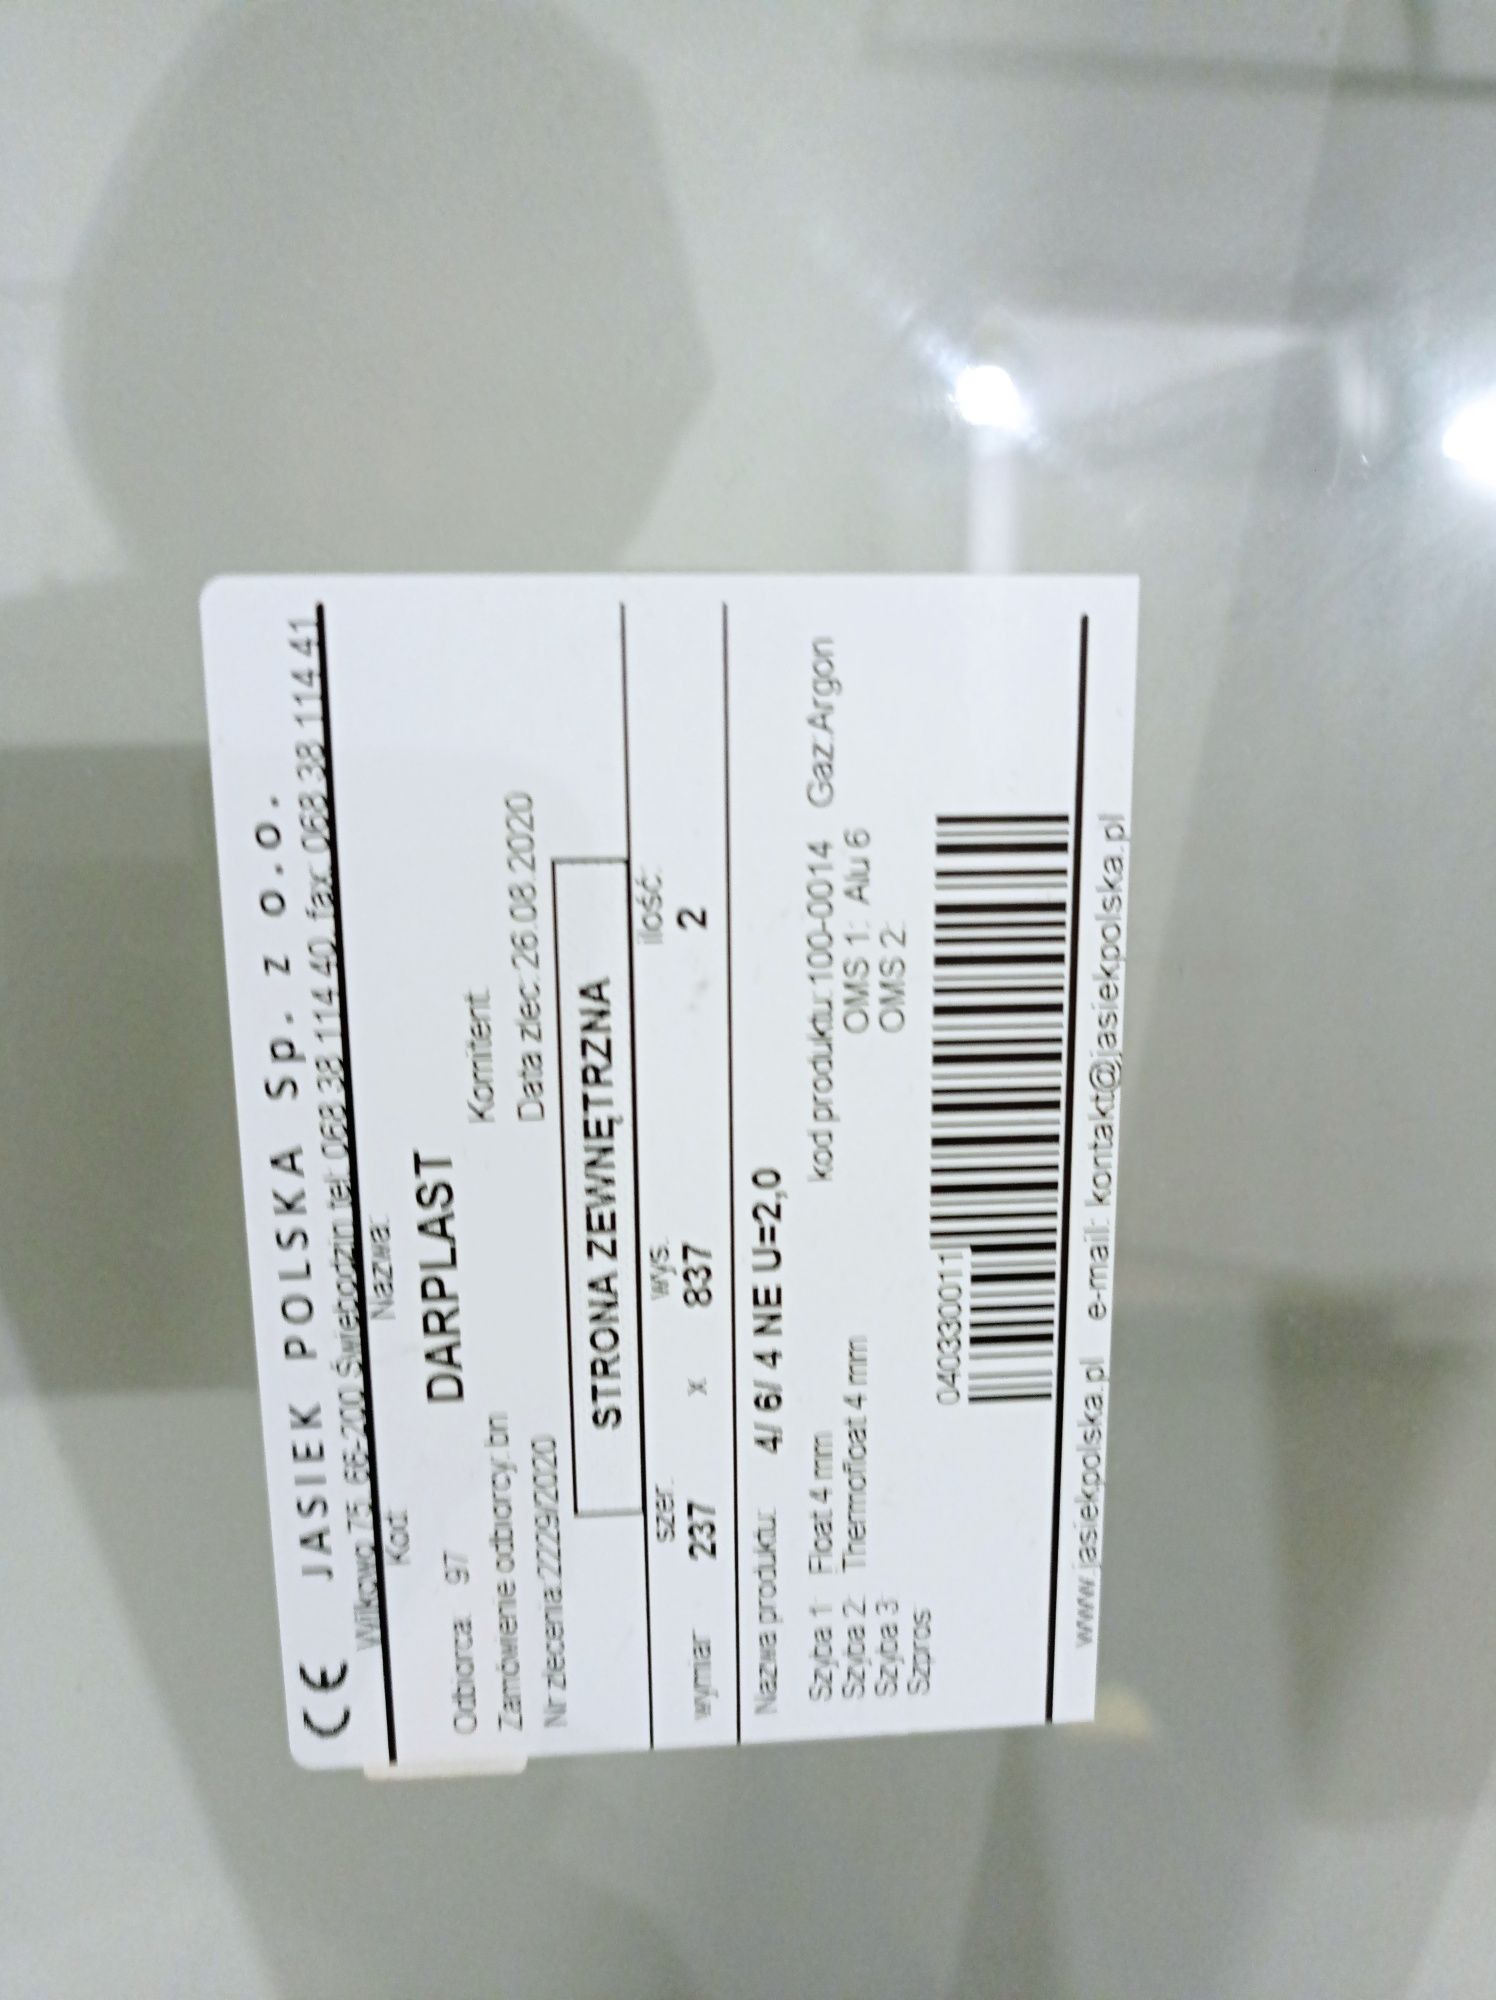 CE JASIEK POLSKA Sp. z o.o.
Wilkowo 75, 66-200 Świebodzin tel. 068 38 114 40, fax: 068 38 114 41
Kod: Nazwa:
Odbiorca: 97 DARPLAST
Zamówienie odbiorcy: bn Komitent:
Nr zlecenia: 22229/2020 Data zlec: 26.08.2020
STRONA ZEWNĘTRZNA
szer. wys. ilość:
wymiar 237 x 837 2
Nazwa produktu: 4/ 6/ 4 NE U=2,0
Szyba 1: Float 4 mm kod produktu: 100-0014 Gaz:Argon
Szyba 2: Thermofloat 4 mm OMS 1: Alu 6
Szyba 3: OMS 2:
Szpros
0403300011
www.jasiekpolska.pl e-mail: kontakt@jasiekpolska.pl